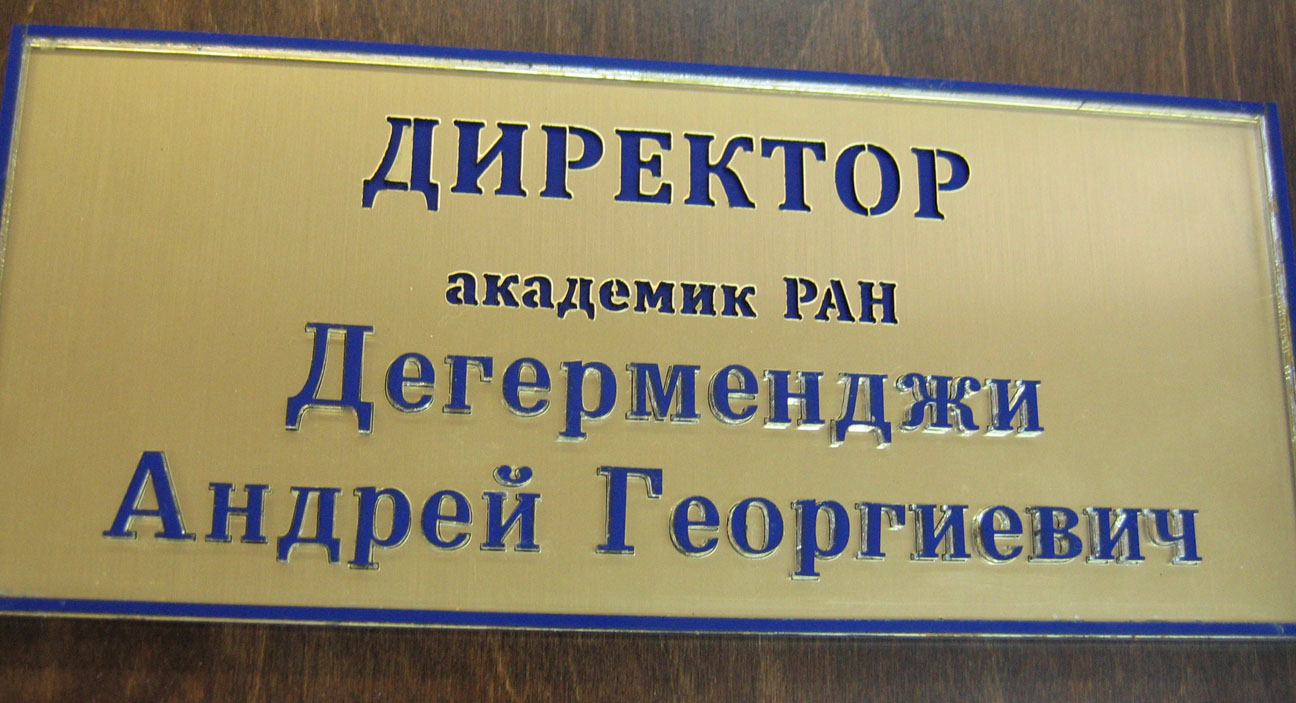 ДИРЕКТОР
академик РАН
Дегерменджи
Андрей Георгиевич